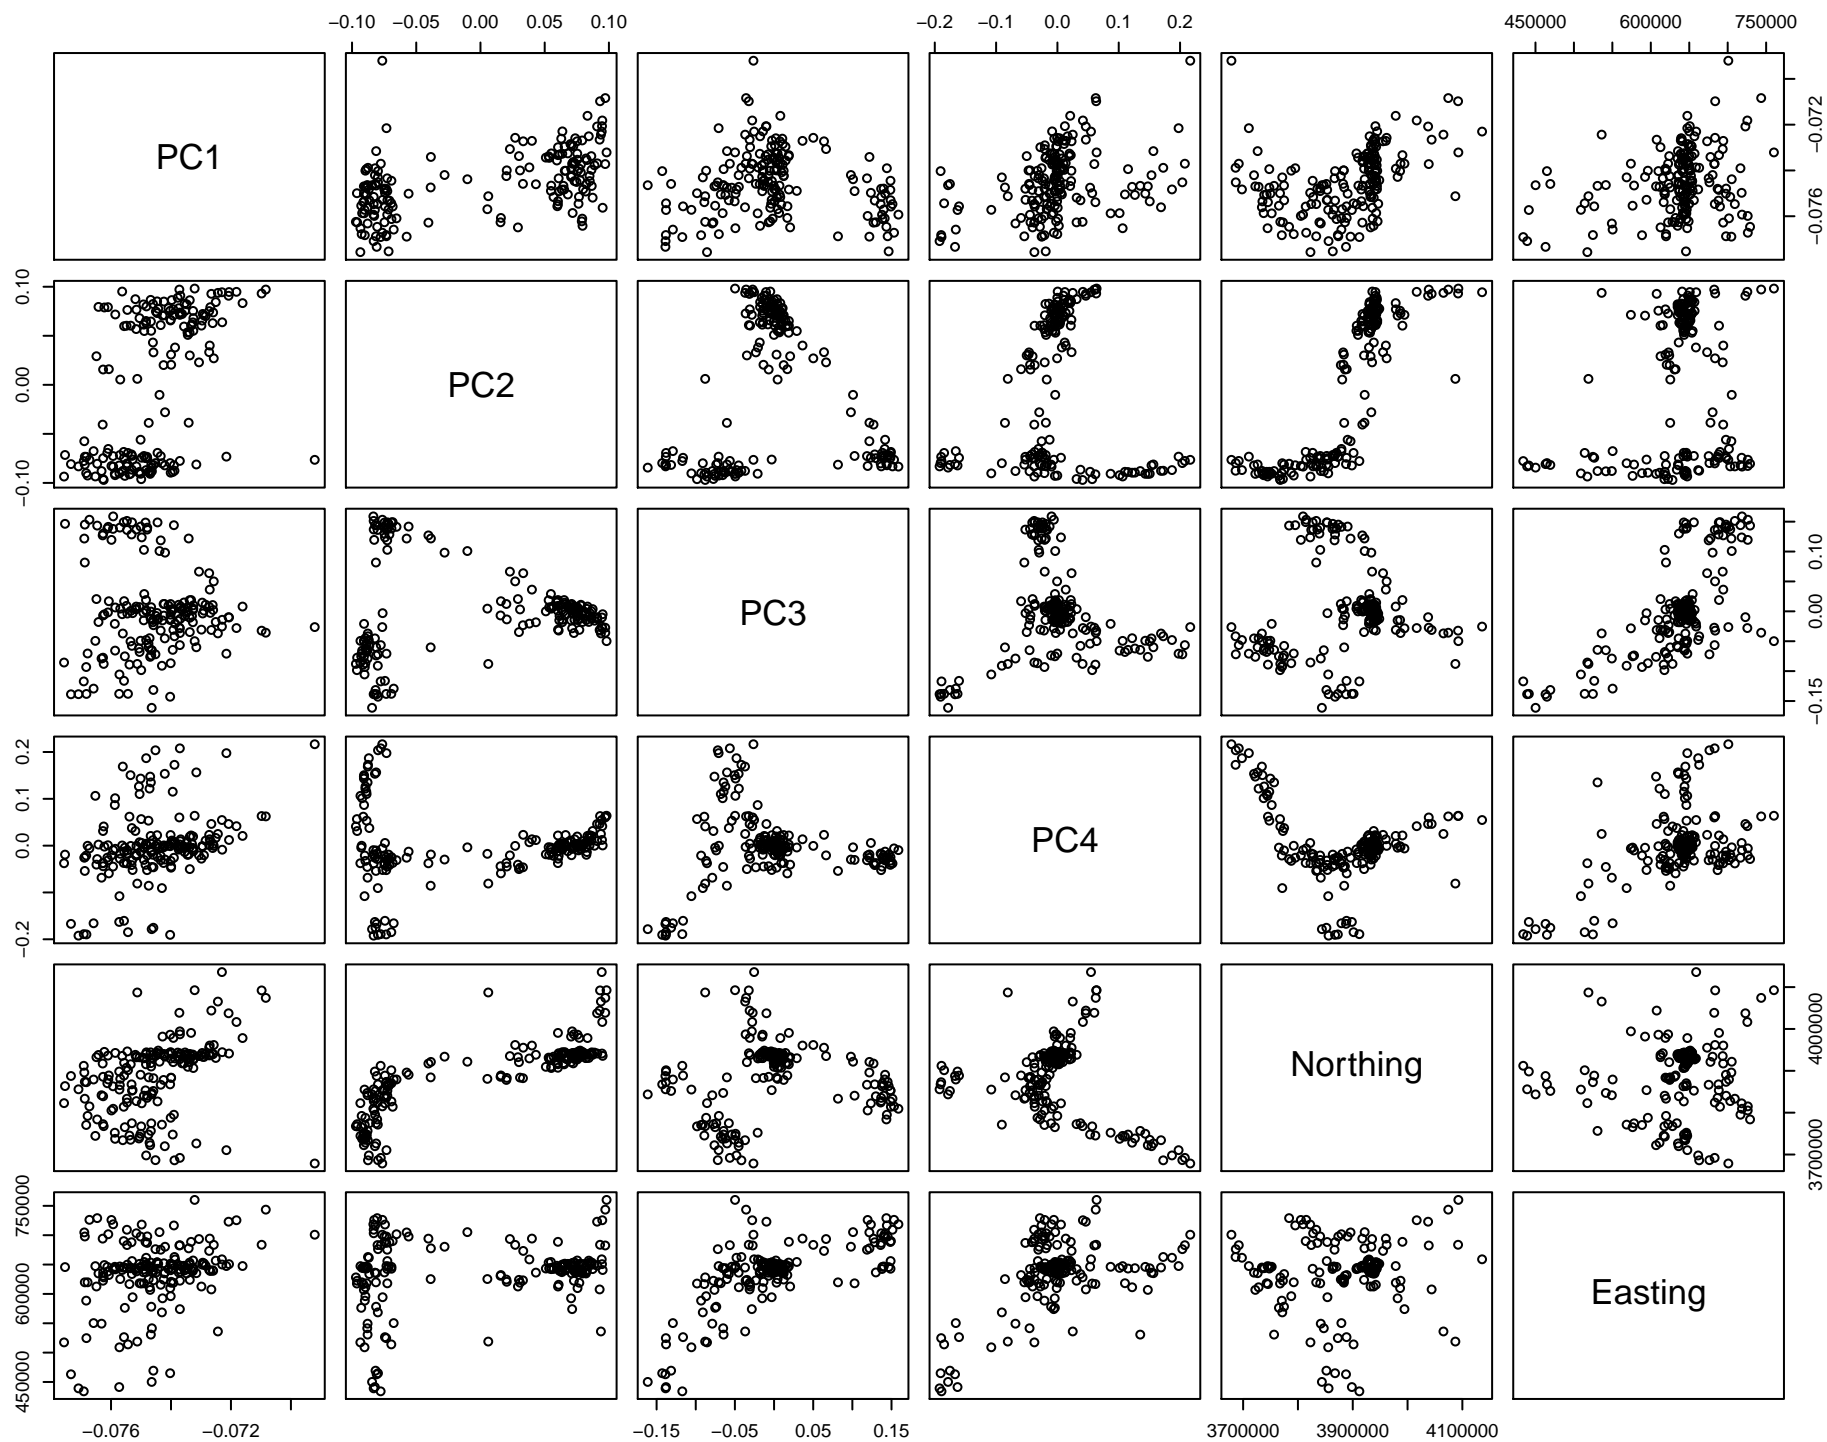 −0.10 −0.05 0.00 0.05 0.10 −0.2 −0.1 0.0 0.1 0.2 450000 600000 750000
PC1
−0.076 −0.072
−0.10 0.00 0.10
PC2
PC3
−0.15 0.00 0.10
−0.2 0.0 0.1 0.2
PC4
Northing
3700000 4000000
450000 600000 750000
Easting
−0.076 −0.072 −0.15 −0.05 0.05 0.15 3700000 3900000 4100000